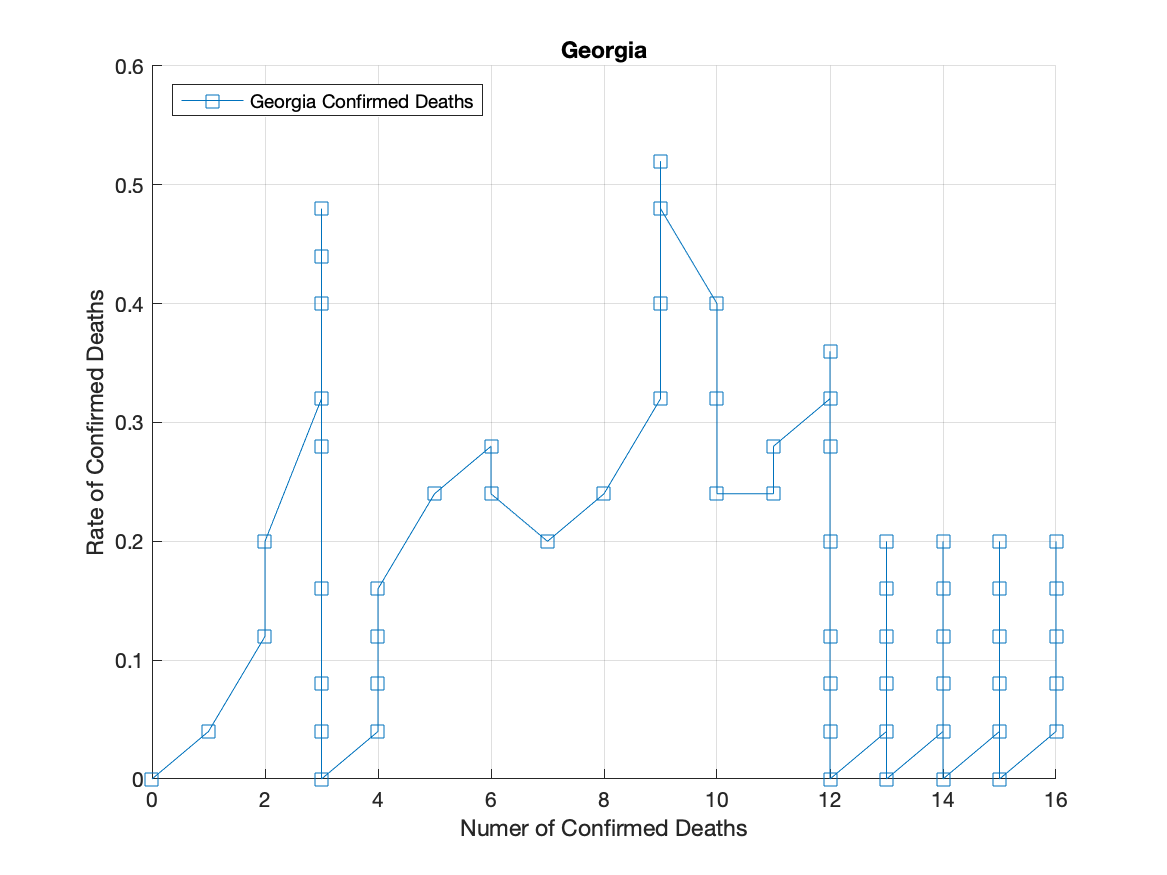 Georgia
0.6
Georgia Confirmed Deaths
0.5
0.4
0.3
0.2
0.1
0
Rate of Confirmed Deaths
0 2 4 6 8 10 12 14 16
Numer of Confirmed Deaths